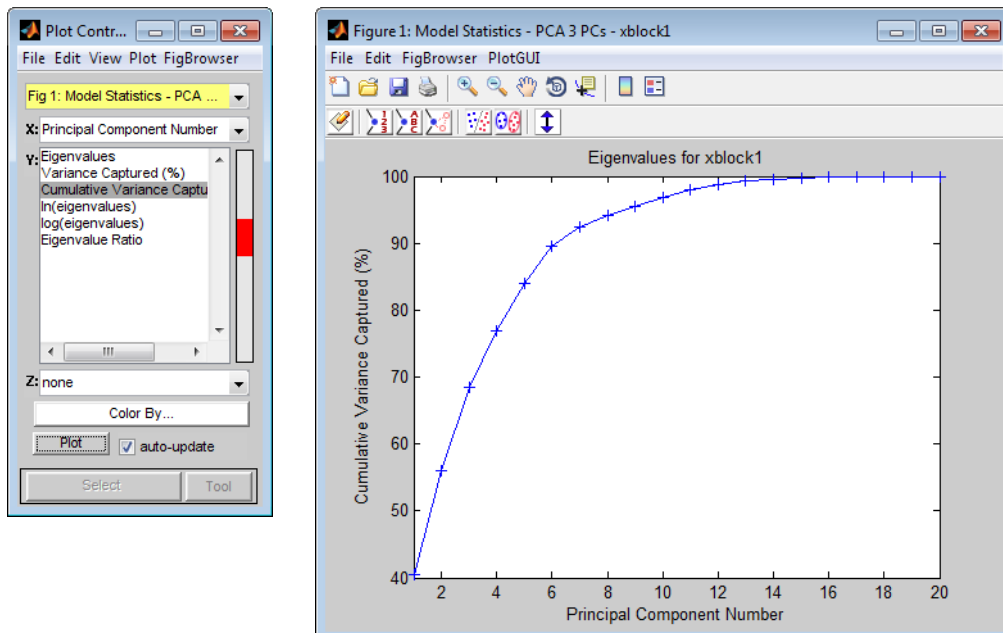 Plot Contr...
File Edit View Plot FigBrowser
Fig 1: Model Statistics - PCA ...
X: Principal Component Number
Y: Eigenvalues
Variance Captured (%)
Cumulative Variance Captu
ln(eigenvalues)
log(eigenvalues)
Eigenvalue Ratio
Z: none
Color By...
Plot auto-update
Select Tool
Figure 1: Model Statistics - PCA 3 PCs - xblock1
File Edit FigBrowser PlotGUI
1 2 3 A B C
Eigenvalues for xblock1
100
90
80
70
60
50
40
Cumulative Variance Captured (%)
2 4 6 8 10 12 14 16 18 20
Principal Component Number